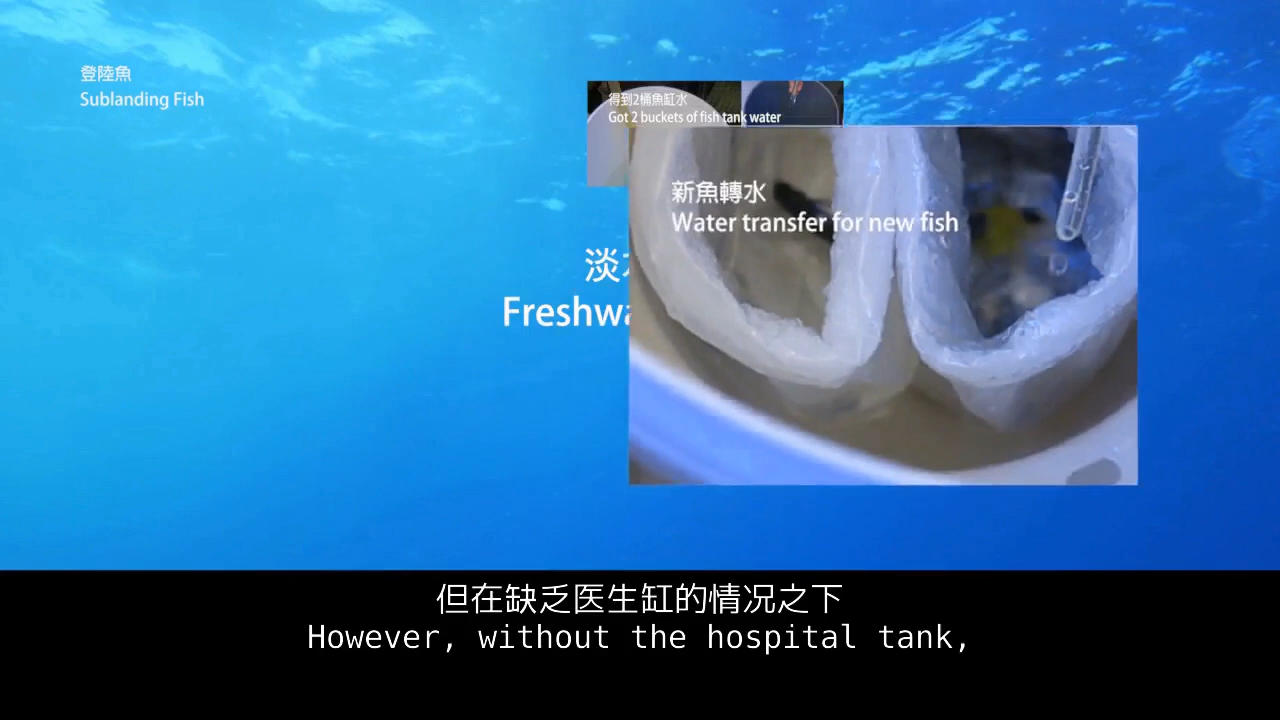 登陸魚
Sublanding Fish
得到2桶魚缸水
Got 2 buckets of fish tank water
新魚轉水
Water transfer for new fish
淡
Freshwa
但在缺乏医生缸的情况之下
However, without the hospital tank,